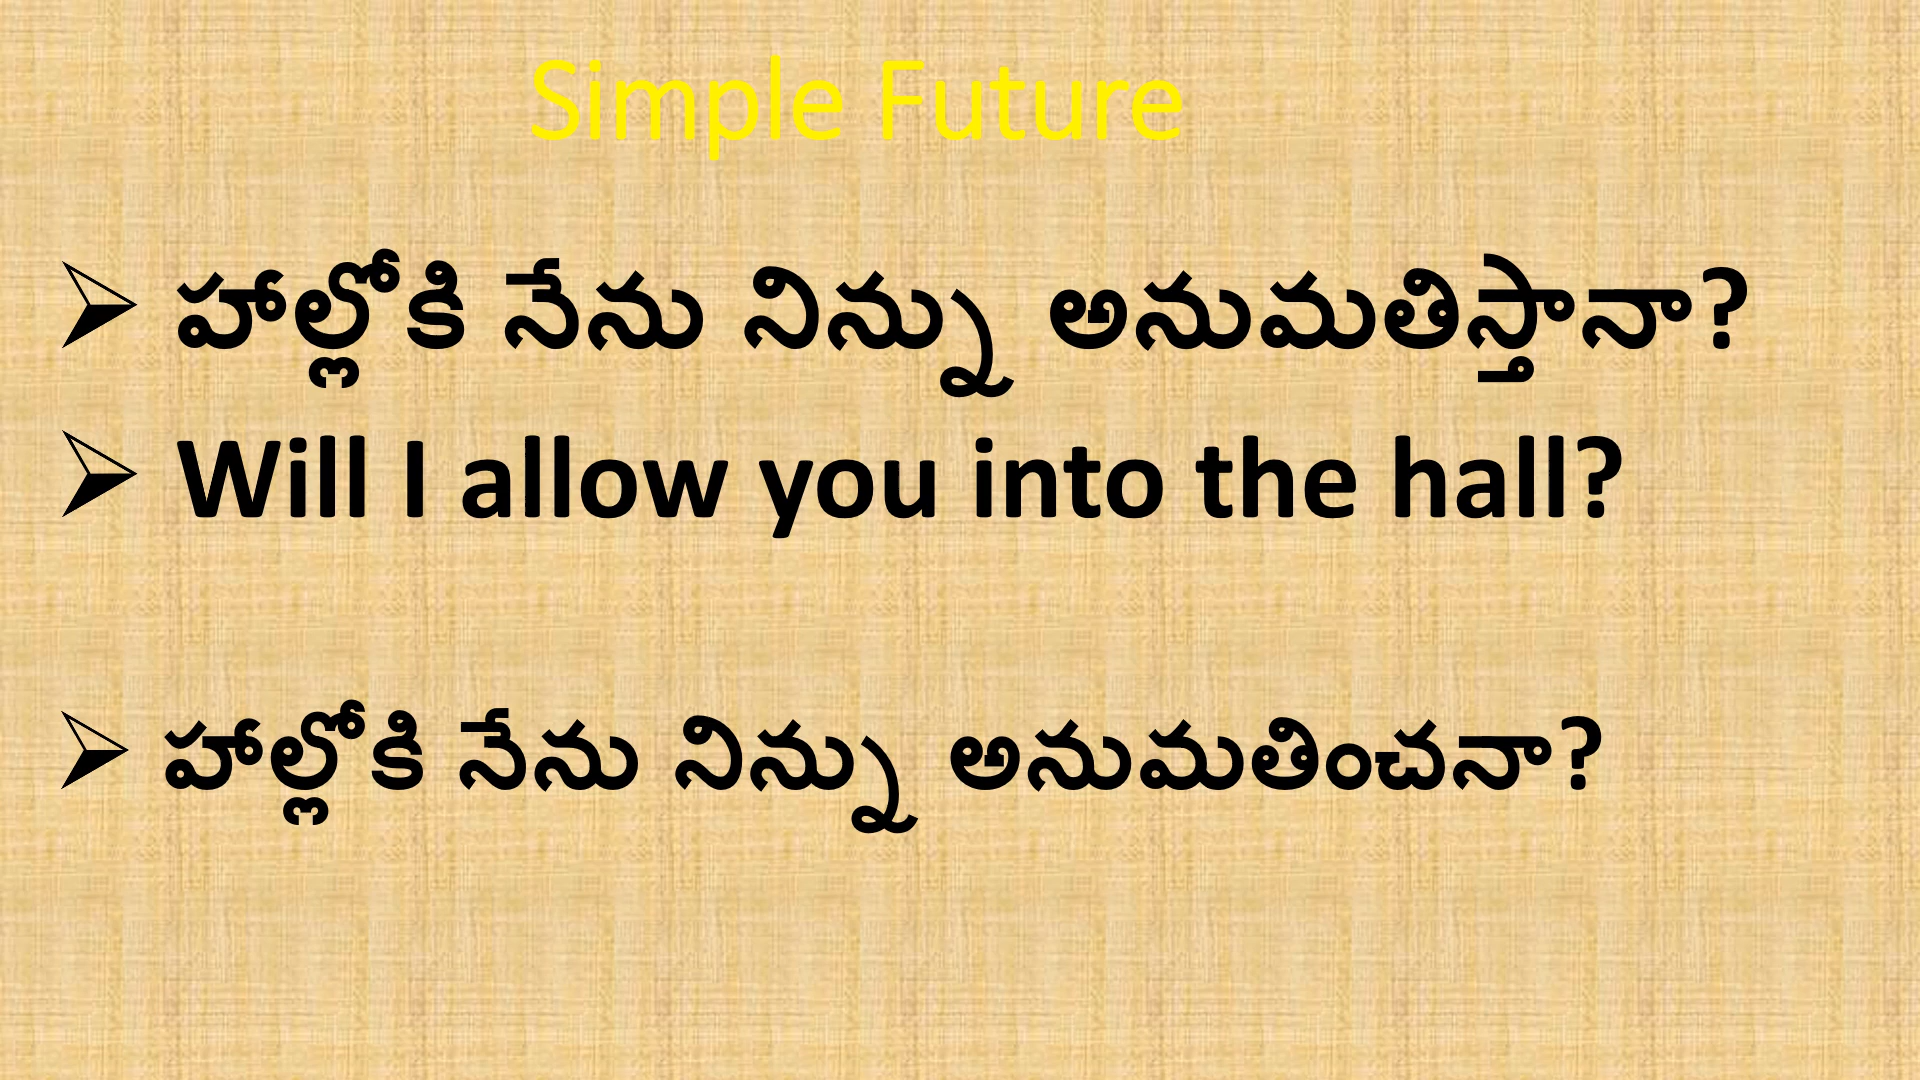 Simple Future
హాల్లోకి నేను నిన్ను అనుమతిస్తానా?
Will I allow you into the hall?
హాల్లోకి నేను నిన్ను అనుమతించనా?